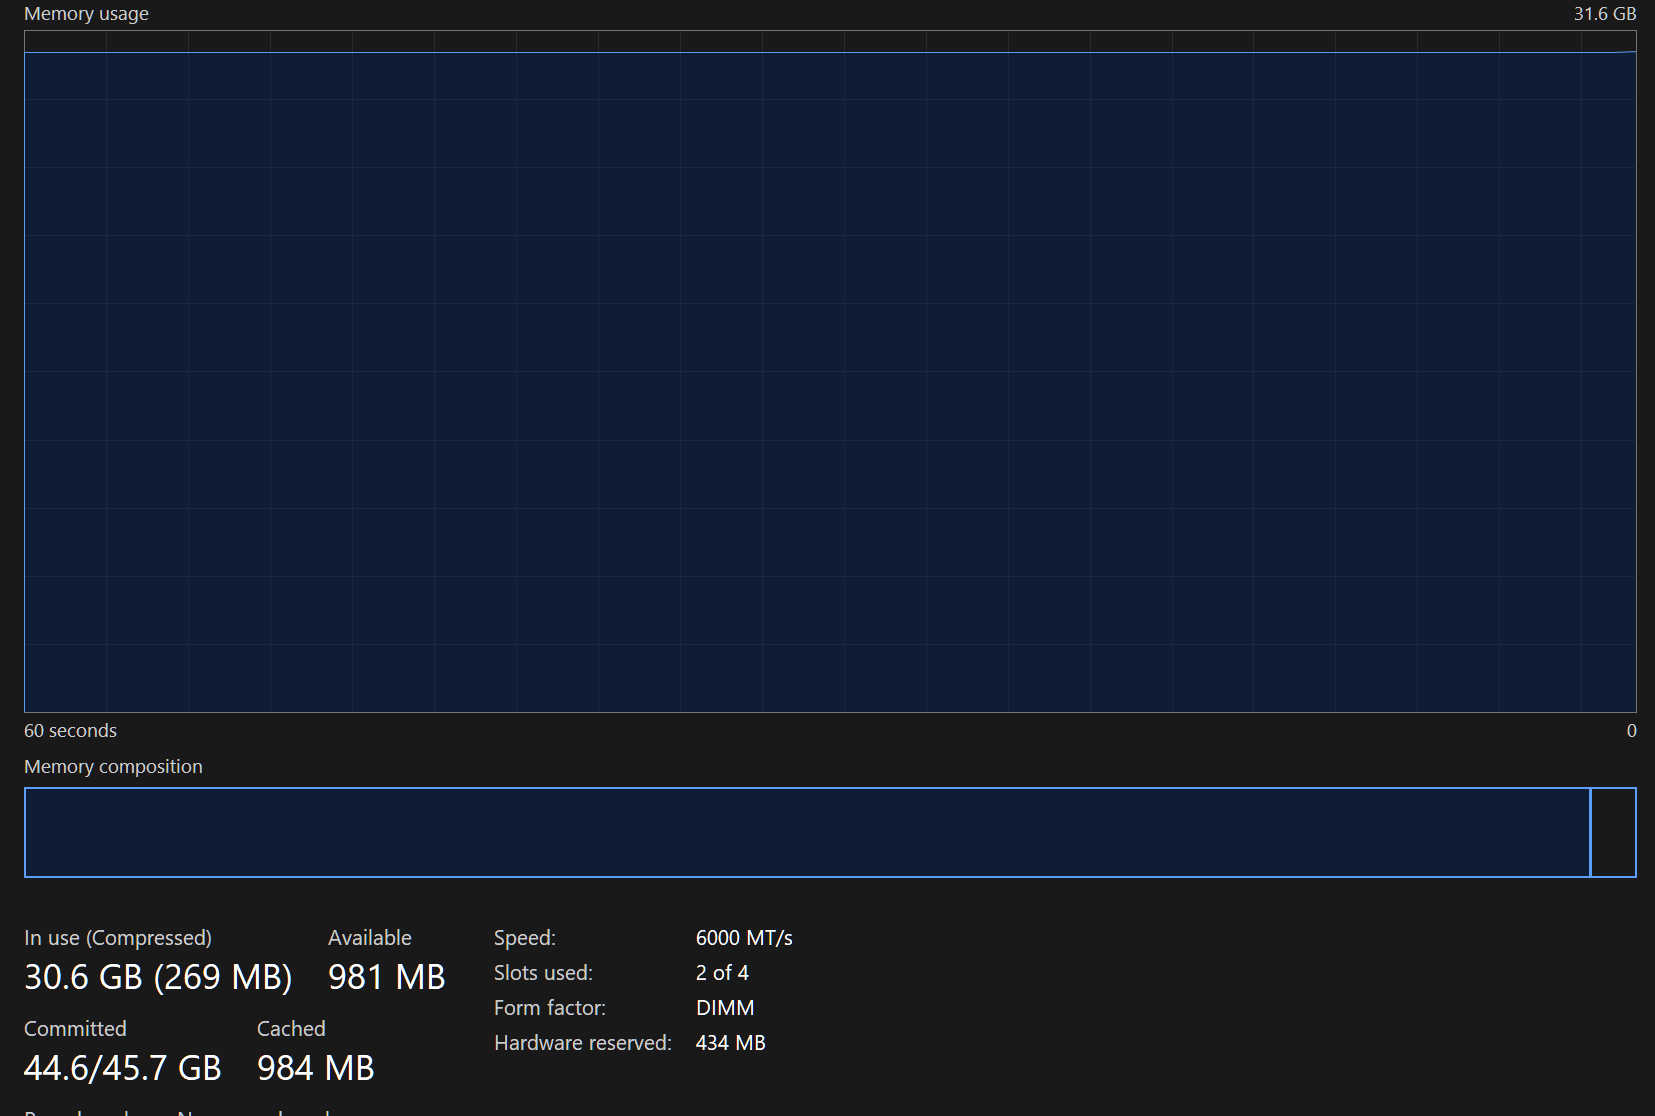 Memory usage 31.6 GB
60 seconds 0
Memory composition
In use (Compressed) Available
30.6 GB (269 MB) 981 MB
Committed Cached
44.6/45.7 GB 984 MB
Speed: 6000 MT/s
Slots used: 2 of 4
Form factor: DIMM
Hardware reserved: 434 MB